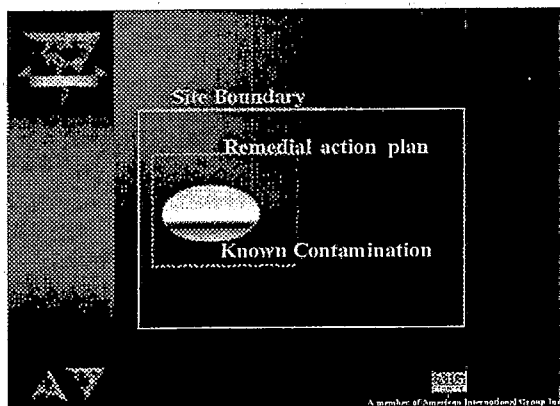 Site Boundary
Remedial action plan
Known Contamination
A member of American International Group Inc